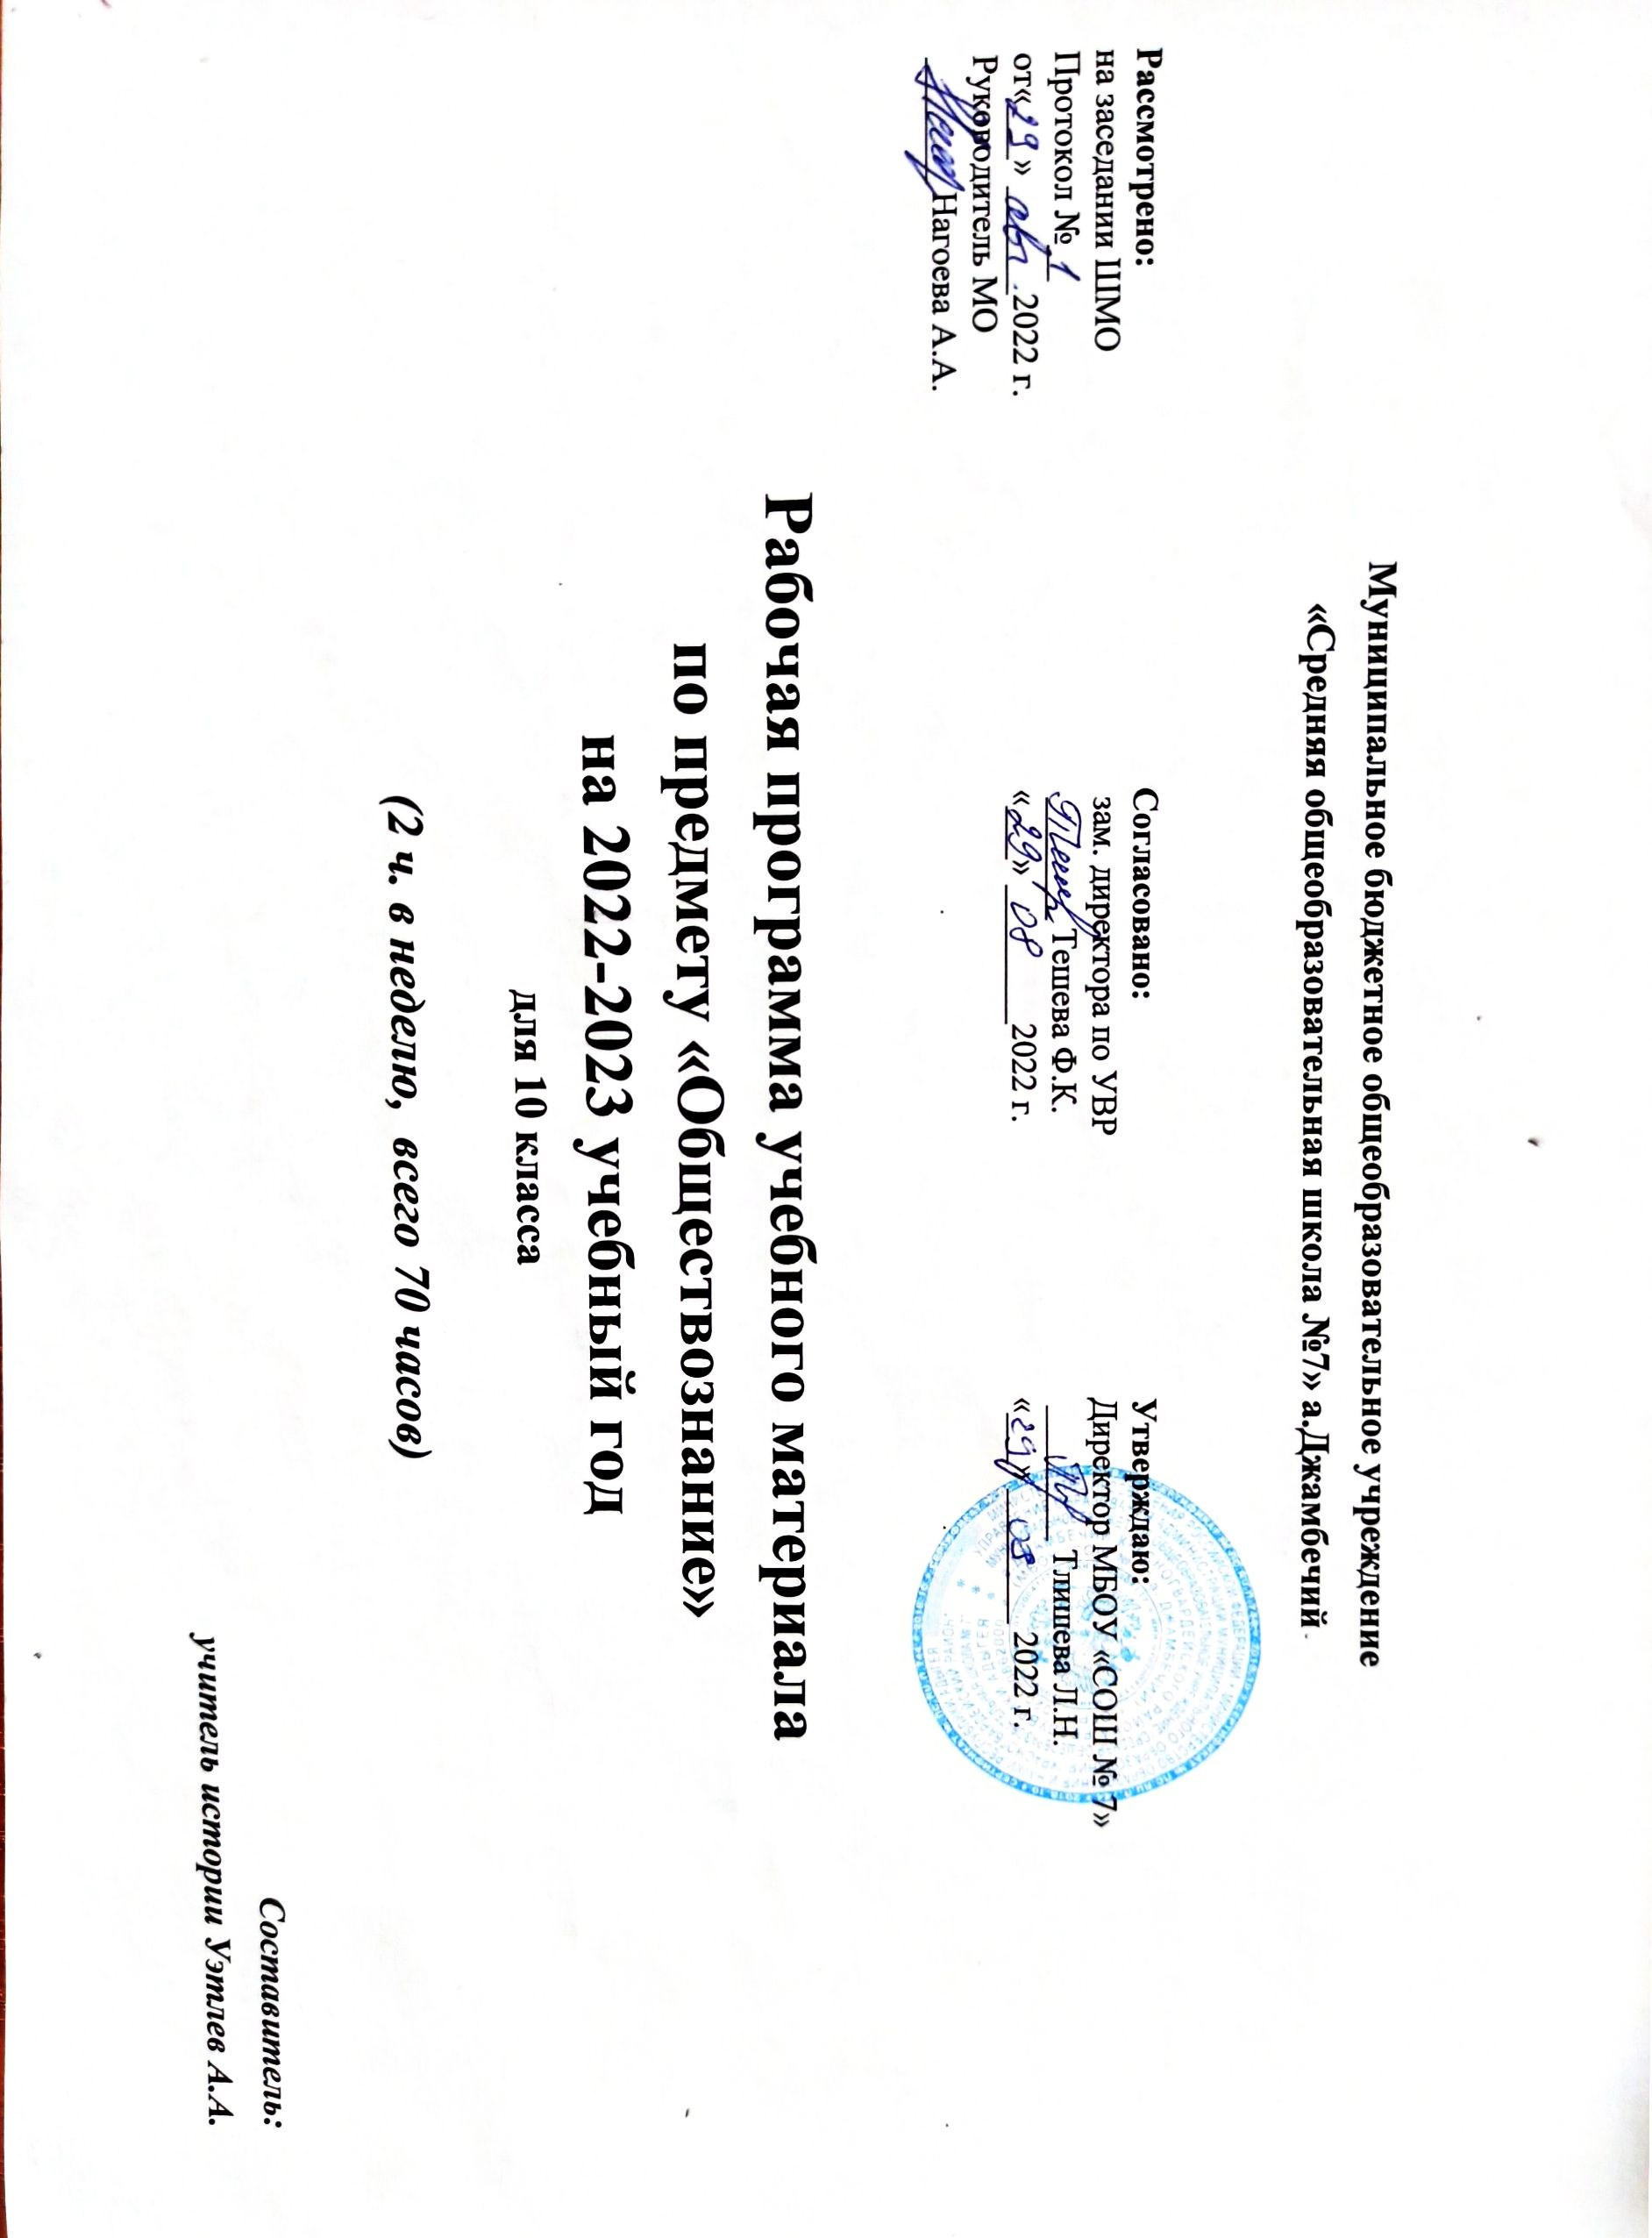 Муниципальное бюджетное общеобразовательное учреждение
«Средняя общеобразовательная школа №7» а.Джамбечий
Рассмотрено:
на заседании ШМО
Протокол № 1
от«29» авг.2022 г.
Руководитель МО
Нагоева А.А.
Согласовано:
зам. директора по УВР
Тешева Ф.К.
«29» 08 2022 г.
Утверждаю:
Директор МБОУ «СОШ № 7»
Тлишева Л.Н.
«29» 08 2022 г.
Рабочая программа учебного материала
по предмету «Обществознание»
на 2022-2023 учебный год
для 10 класса
(2 ч. в неделю, всего 70 часов)
Составитель:
учитель истории Уэтлев А.А.